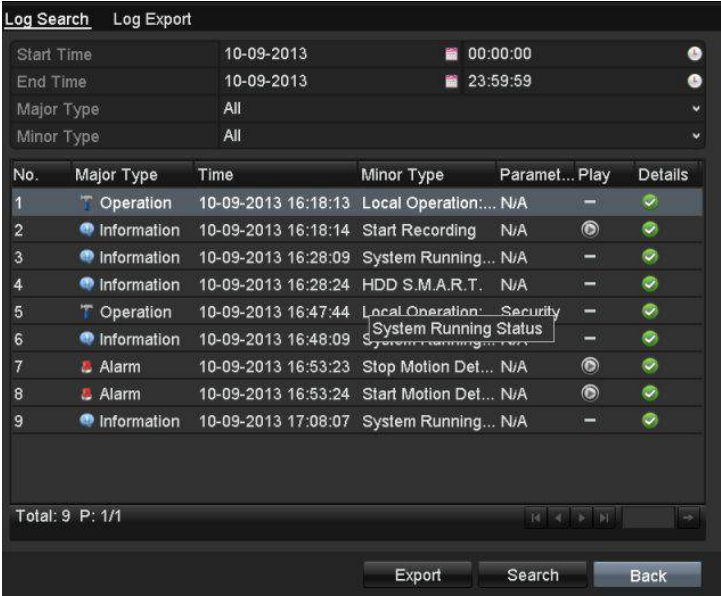 Log Search Log Export
Start Time 10-09-2013 00:00:00
End Time 10-09-2013 23:59:59
Major Type All
Minor Type All
No. Major Type Time Minor Type Paramet... Play Details
1 Operation 10-09-2013 16:18:13 Local Operation:... N/A —
2 Information 10-09-2013 16:18:14 Start Recording N/A
3 Information 10-09-2013 16:28:09 System Running... N/A —
4 Information 10-09-2013 16:28:24 HDD S.M.A.R.T. N/A —
5 Operation 10-09-2013 16:47:44 Local Operation: Security —
System Running Status
6 Information 10-09-2013 16:48:09 System Running... N/A —
7 Alarm 10-09-2013 16:53:23 Stop Motion Det... N/A
8 Alarm 10-09-2013 16:53:24 Start Motion Det... N/A
9 Information 10-09-2013 17:08:07 System Running... N/A —
Total: 9 P: 1/1
Export Search Back